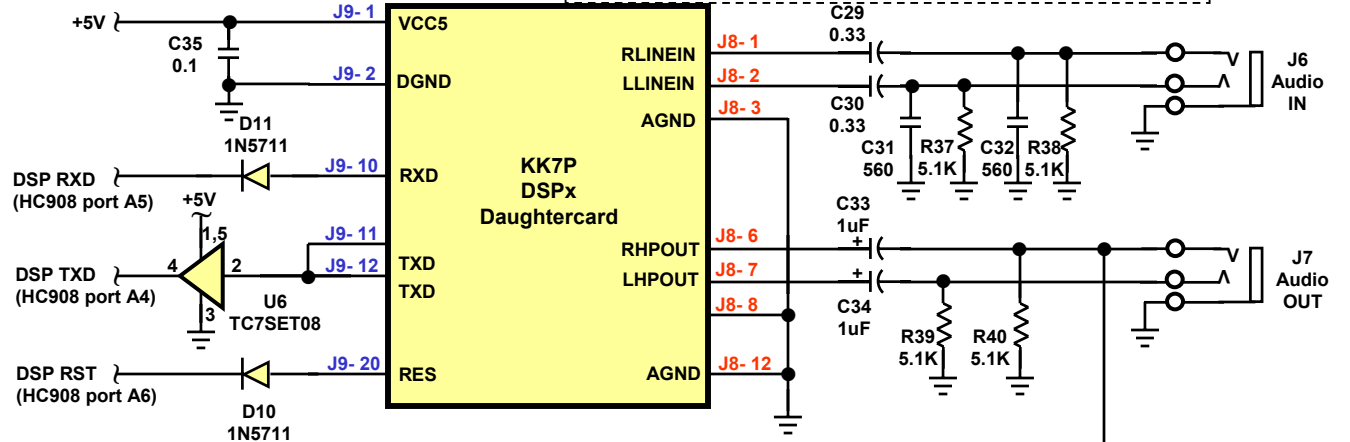 +5V
C35
0.1
J9- 1
J9- 2
VCC5
DGND
D11
1N5711
J9- 10
RXD
DSP RXD
(HC908 port A5)
+5V
1,5
4
2
3
DSP TXD
(HC908 port A4)
U6
TC7SET08
J9- 11
J9- 12
TXD
TXD
DSP RST
(HC908 port A6)
D10
1N5711
J9- 20
RES
KK7P
DSPx
Daughtercard
RLINEIN
LLINEIN
AGND
RHPOUT
LHPOUT
AGND
J8- 1
J8- 2
J8- 3
J8- 6
J8- 7
J8- 8
J8- 12
C29
0.33
C30
0.33
C31
560
R37
5.1K
C32
560
R38
5.1K
J6
Audio
IN
C33
1uF
+
+
C34
1uF
R39
5.1K
R40
5.1K
J7
Audio
OUT